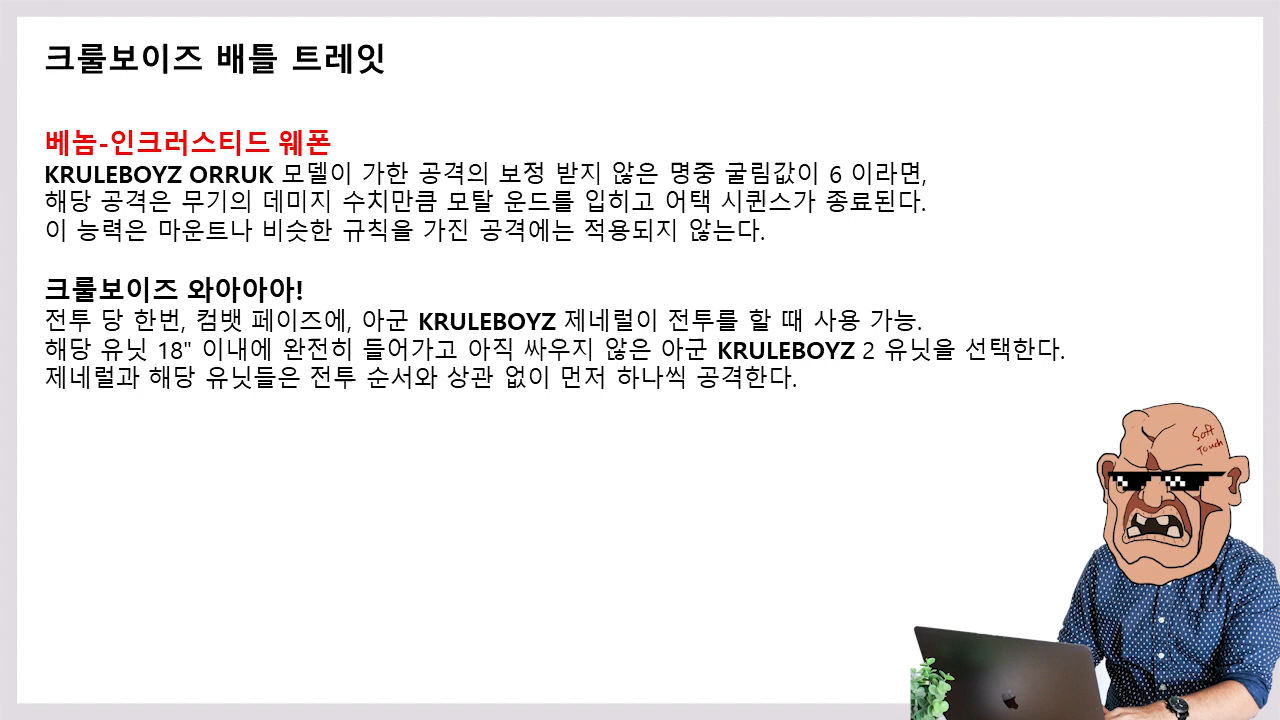 크룰보이즈 배틀 트레잇
베놈-인크러스티드 웨폰
KRULEBOYZ ORRUK 모델이 가한 공격의 보정 받지 않은 명중 굴림값이 6 이라면,
해당 공격은 무기의 데미지 수치만큼 모탈 운드를 입히고 어택 시퀀스가 종료된다.
이 능력은 마운트나 비슷한 규칙을 가진 공격에는 적용되지 않는다.
크룰보이즈 와아아아!
전투 당 한번, 컴뱃 페이즈에, 아군 KRULEBOYZ 제네럴이 전투를 할 때 사용 가능.
해당 유닛 18" 이내에 완전히 들어가고 아직 싸우지 않은 아군 KRULEBOYZ 2 유닛을 선택한다.
제네럴과 해당 유닛들은 전투 순서와 상관 없이 먼저 하나씩 공격한다.
Soft
Touch